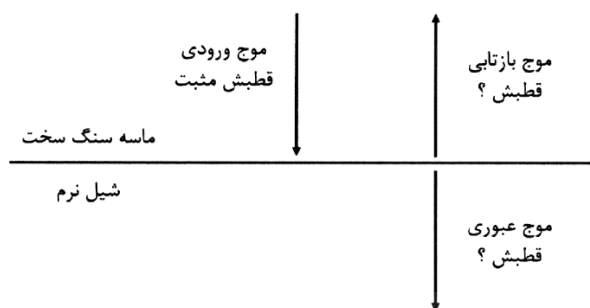 موج ورودی
قطبش مثبت
موج بازتابی
قطبش ؟
ماسه سنگ سخت
شیل نرم
موج عبوری
قطبش ؟